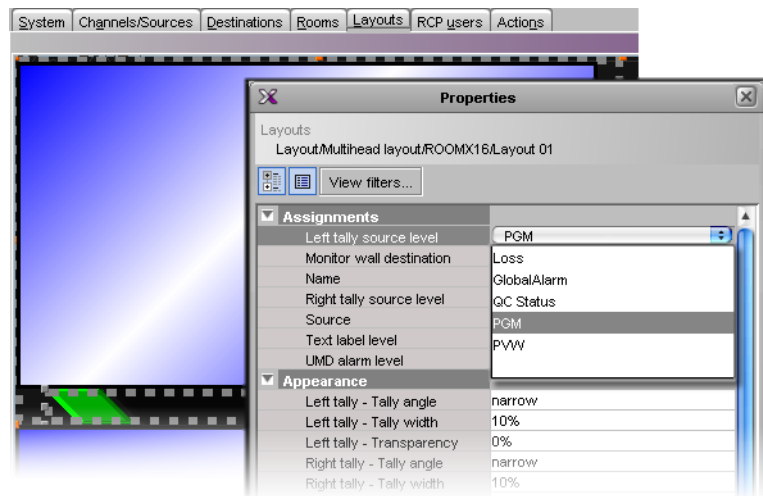 System Channels/Sources Destinations Rooms Layouts RCP users Actions
Properties
Layouts
Layout/Multihead layout/ROOMX16/Layout 01
View filters...
Assignments
Left tally source level PGM
Monitor wall destination Loss
Name GlobalAlarm
Right tally source level QC Status
Source PGM
Text label level PVW
UMD alarm level
Appearance
Left tally - Tally angle narrow
Left tally - Tally width 10%
Left tally - Transparency 0%
Right tally - Tally angle narrow
Right tally - Tally width 10%